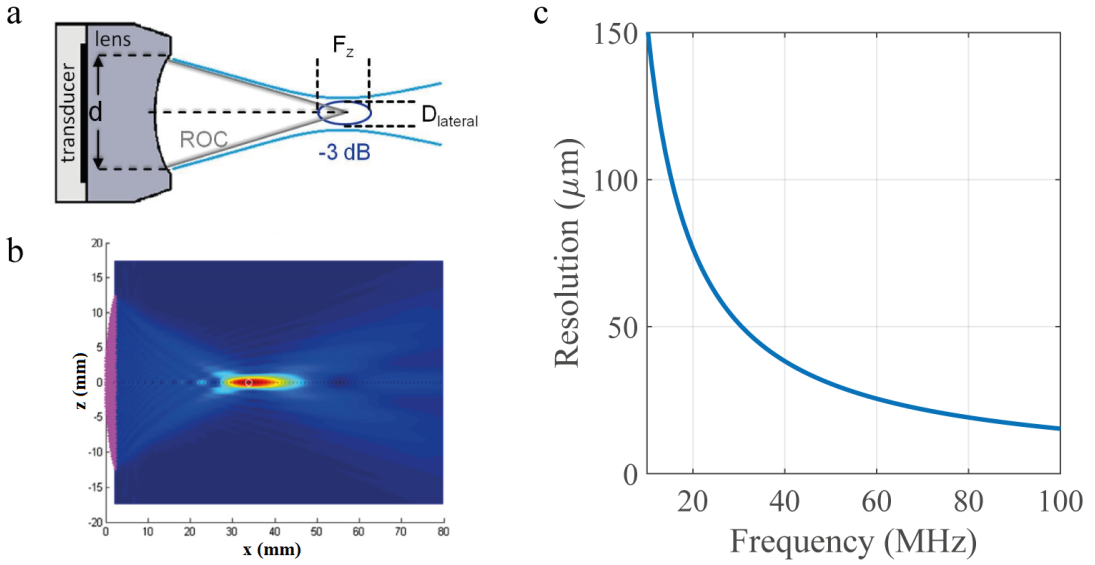 a
lens
transducer
d
ROC
F_z
D_lateral
-3 dB
b
20
15
10
5
0
-5
-10
-15
-20
z (mm)
0 10 20 30 40 50 60 70 80
x (mm)
c
150
100
50
0
Resolution (μm)
20 40 60 80 100
Frequency (MHz)